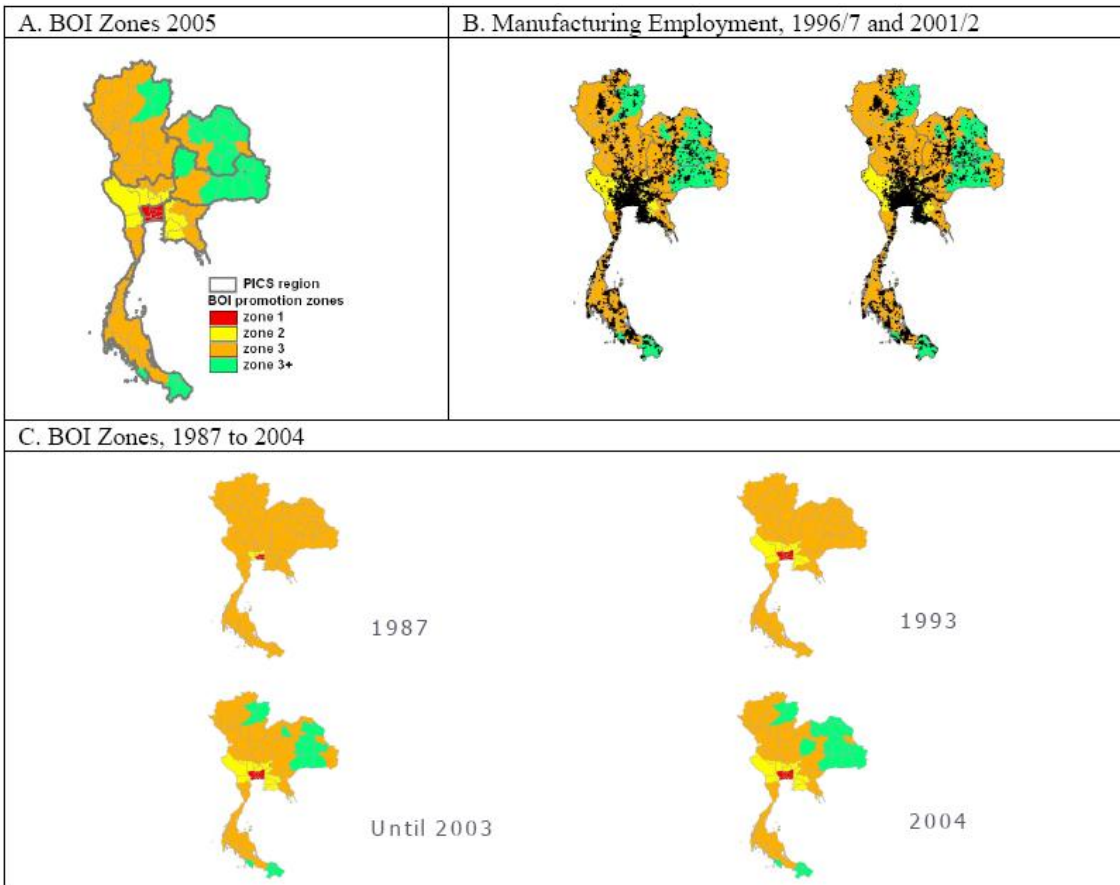 A. BOI Zones 2005
B. Manufacturing Employment, 1996/7 and 2001/2
PICS region
BOI promotion zones
zone 1
zone 2
zone 3
zone 3+
C. BOI Zones, 1987 to 2004
1987
1993
Until 2003
2004